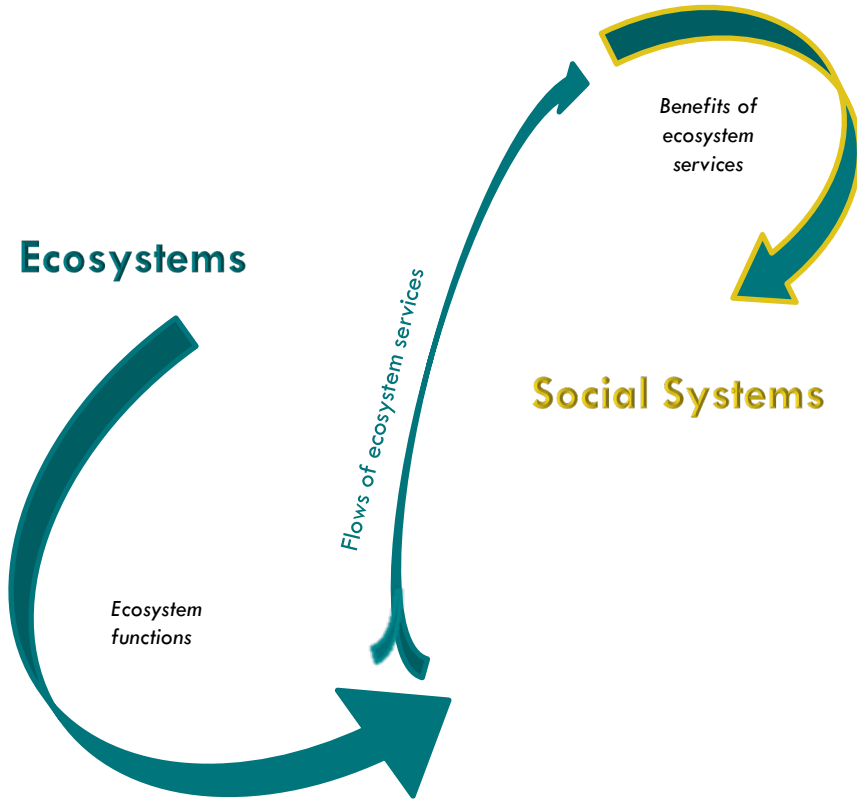 Ecosystems
Ecosystem
functions
Flows of ecosystem services
Benefits of
ecosystem
services
Social Systems